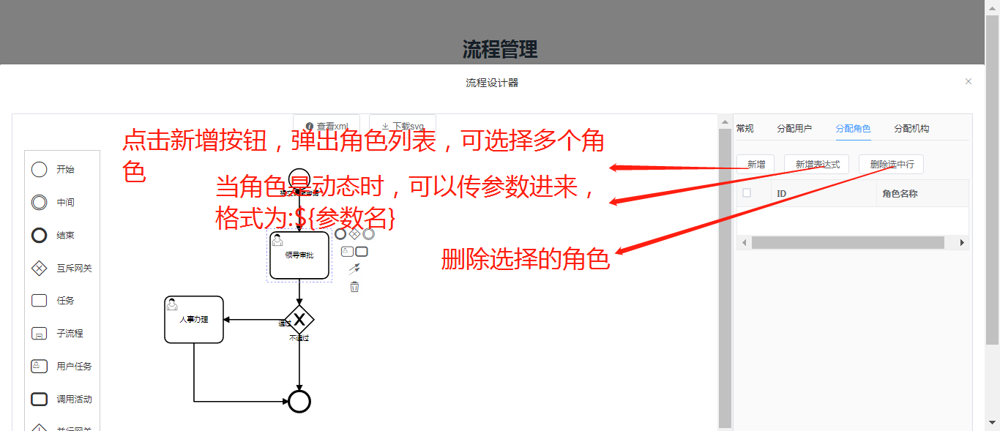 流程管理
流程设计器
查看xml
下载svg
常规
分配用户
分配角色
分配机构
点击新增按钮，弹出角色列表，可选择多个角
色
当角色是动态时，可以传参数进来，
格式为:${参数名}
删除选择的角色
新增
新增表达式
删除选中行
ID
角色名称
开始
中间
结束
互斥网关
任务
子流程
用户任务
调用活动
并行网关
领导审批
人事办理
通过
不通过